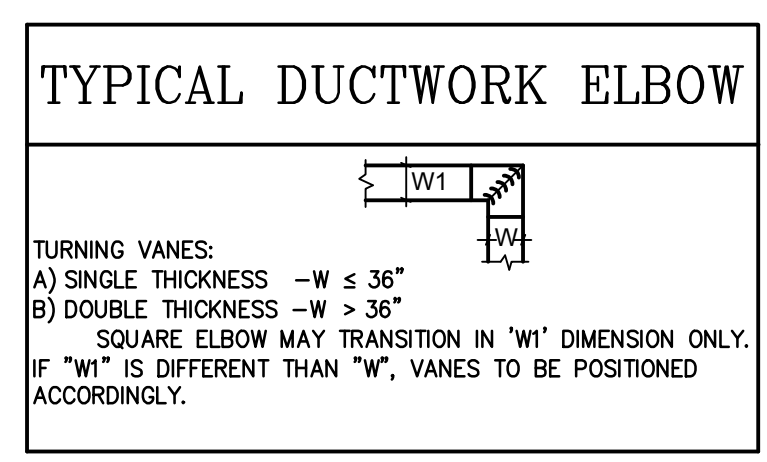 TYPICAL DUCTWORK ELBOW
W1
W
TURNING VANES:
A) SINGLE THICKNESS -W ≤ 36"
B) DOUBLE THICKNESS -W > 36"
SQUARE ELBOW MAY TRANSITION IN 'W1' DIMENSION ONLY.
IF "W1" IS DIFFERENT THAN "W", VANES TO BE POSITIONED
ACCORDINGLY.